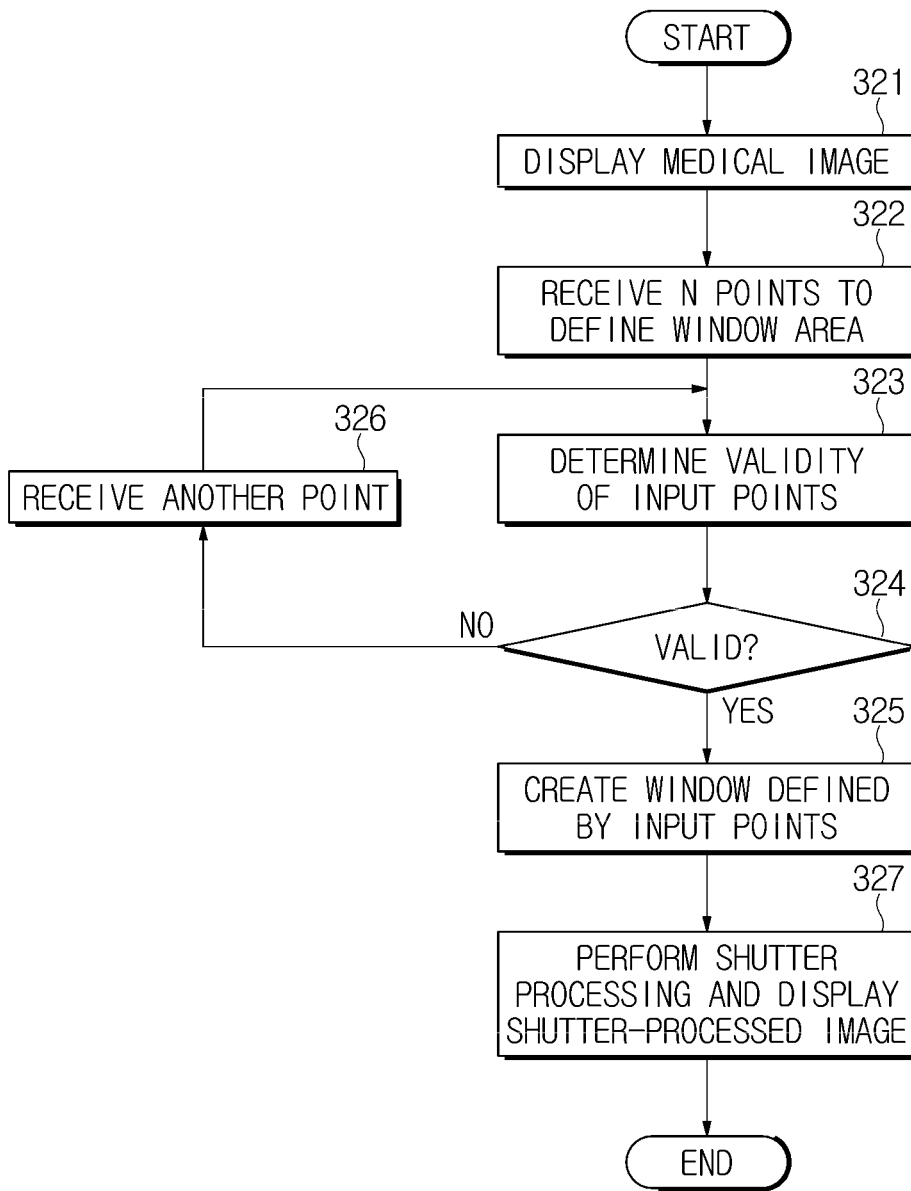 START
321
DISPLAY MEDICAL IMAGE
322
RECEIVE N POINTS TO
DEFINE WINDOW AREA
323
326
DETERMINE VALIDITY
OF INPUT POINTS
RECEIVE ANOTHER POINT
324
NO
VALID?
YES
325
CREATE WINDOW DEFINED
BY INPUT POINTS
327
PERFORM SHUTTER
PROCESSING AND DISPLAY
SHUTTER-PROCESSED IMAGE
END